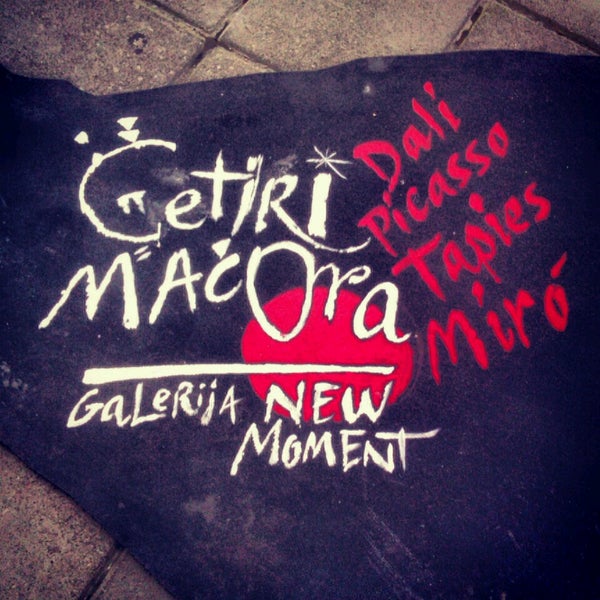 Četiri
MAčOra
GaLeRijA NEW
MOMENT
Dali
Picasso
Tapies
Miró